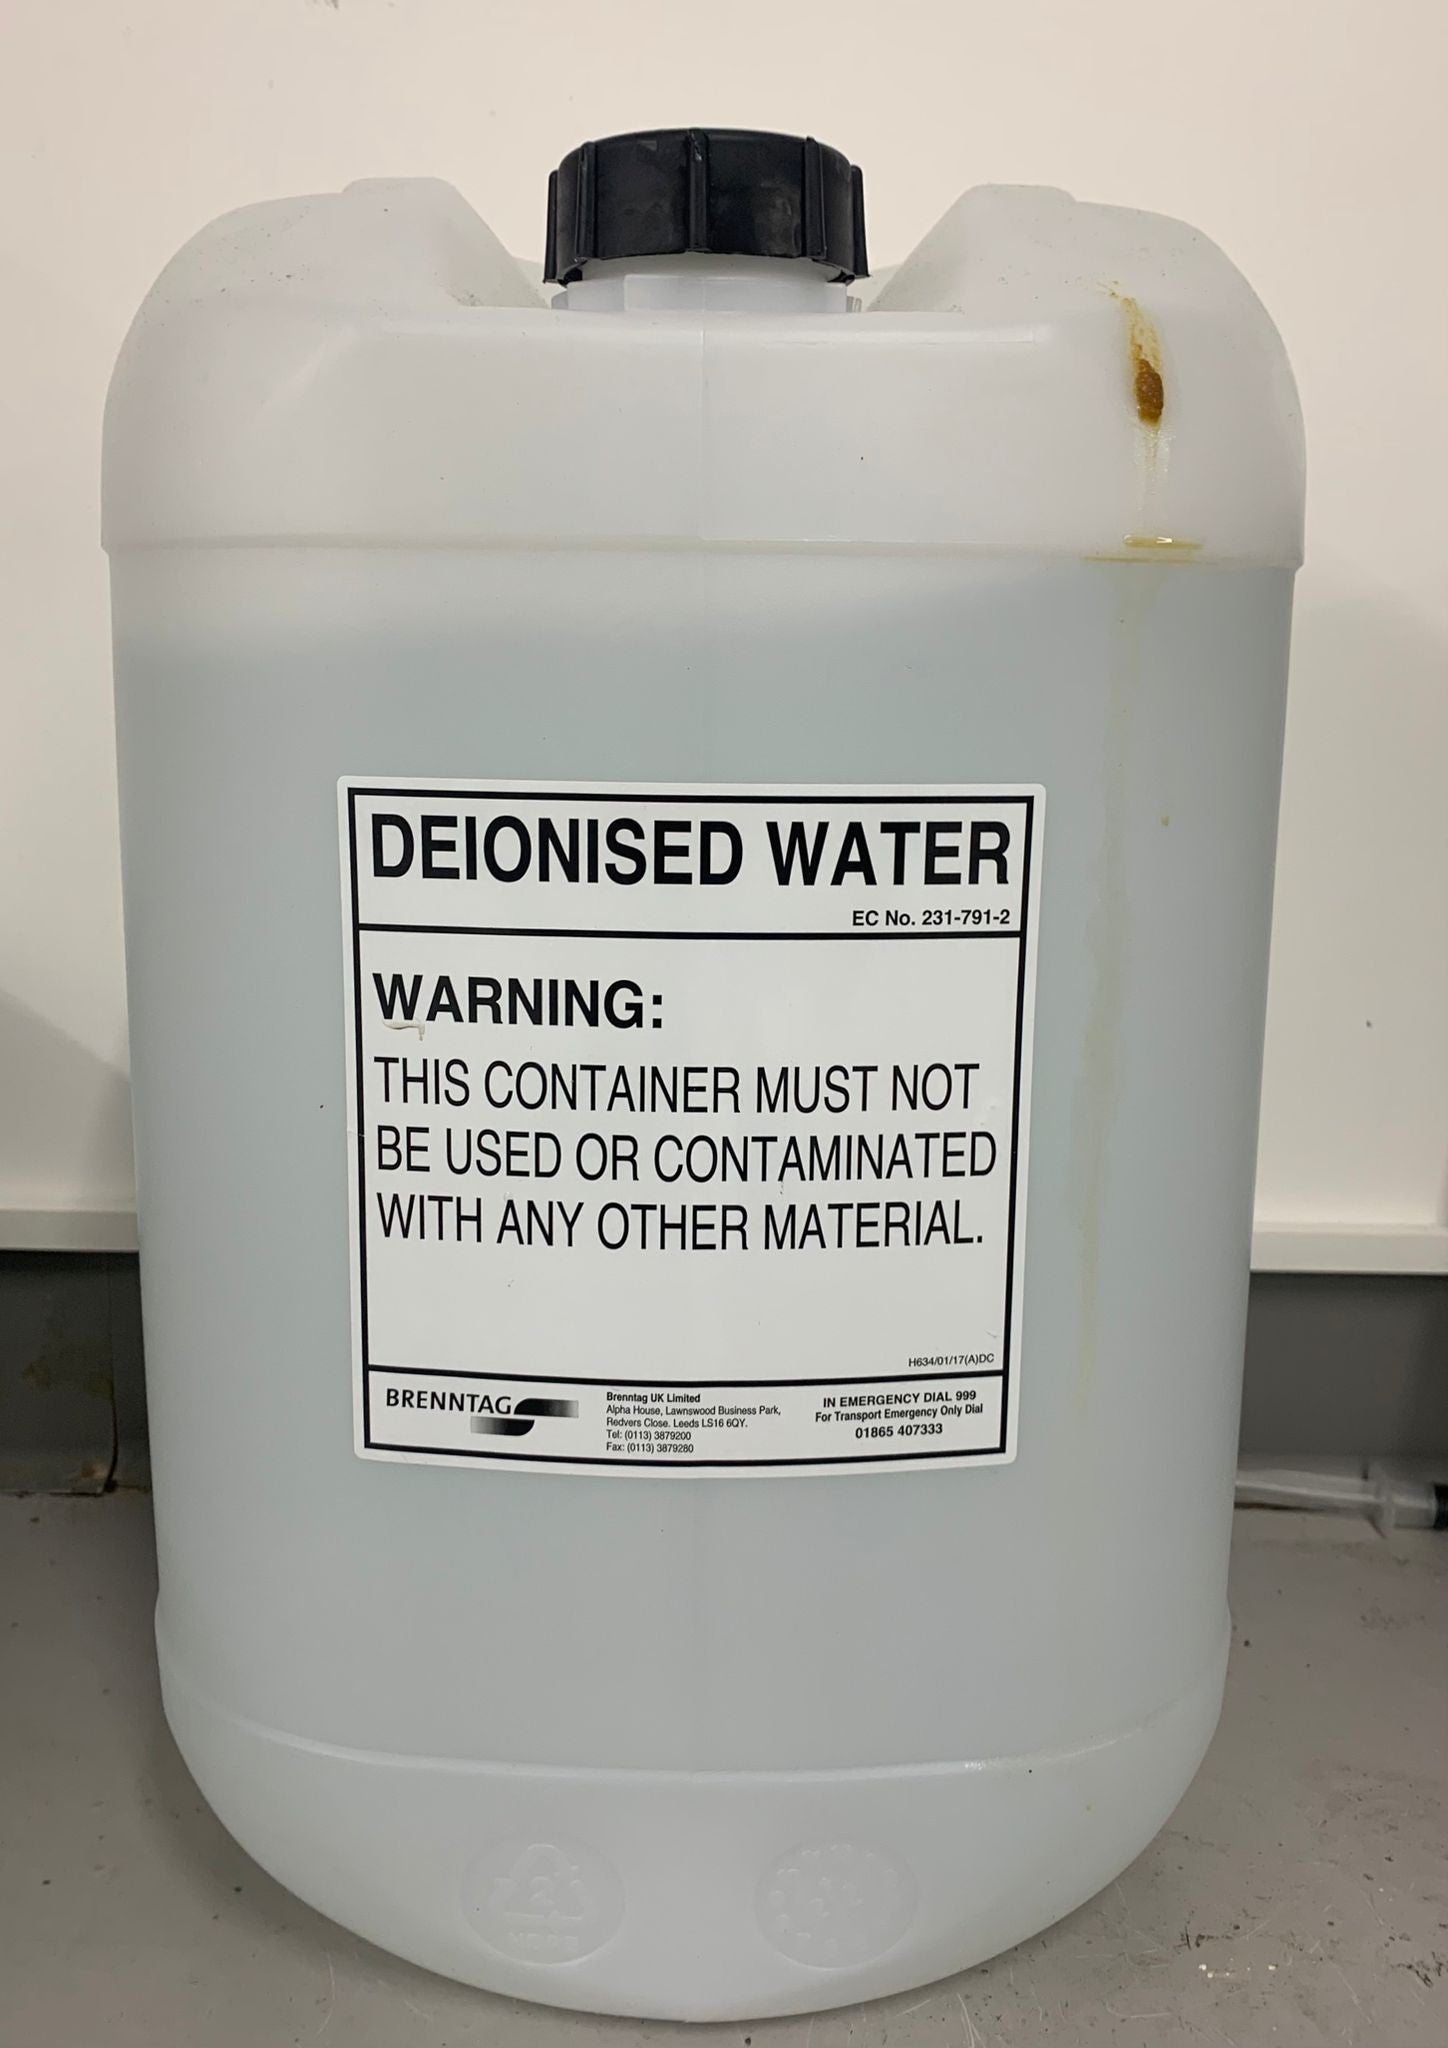 DEIONISED WATER
EC No. 231-791-2
WARNING:
THIS CONTAINER MUST NOT
BE USED OR CONTAMINATED
WITH ANY OTHER MATERIAL.
H634/01/17(A)DC
BRENNTAG
Brenntag UK Limited
Alpha House, Lawnswood Business Park,
Redvers Close. Leeds LS16 6QY.
Tel: (0113) 3879200
Fax: (0113) 3879280
IN EMERGENCY DIAL 999
For Transport Emergency Only Dial
01865 407333
2